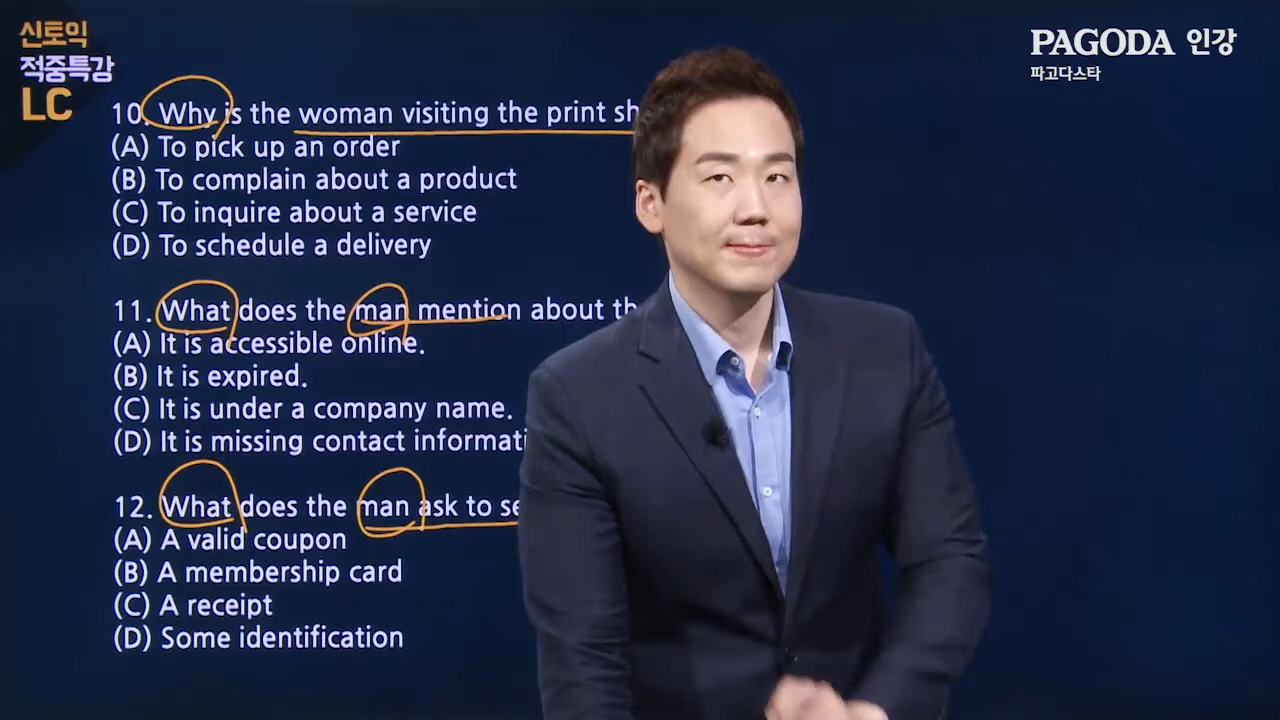 신토익
적중특강
LC
PAGODA 인강
파고다스타
10. Why is the woman visiting the print
(A) To pick up an order
(B) To complain about a product
(C) To inquire about a service
(D) To schedule a delivery
11. What does the man mention about
(A) It is accessible online.
(B) It is expired.
(C) It is under a company name.
(D) It is missing contact
12. What does the man ask to
(A) A valid coupon
(B) A membership card
(C) A receipt
(D) Some identification